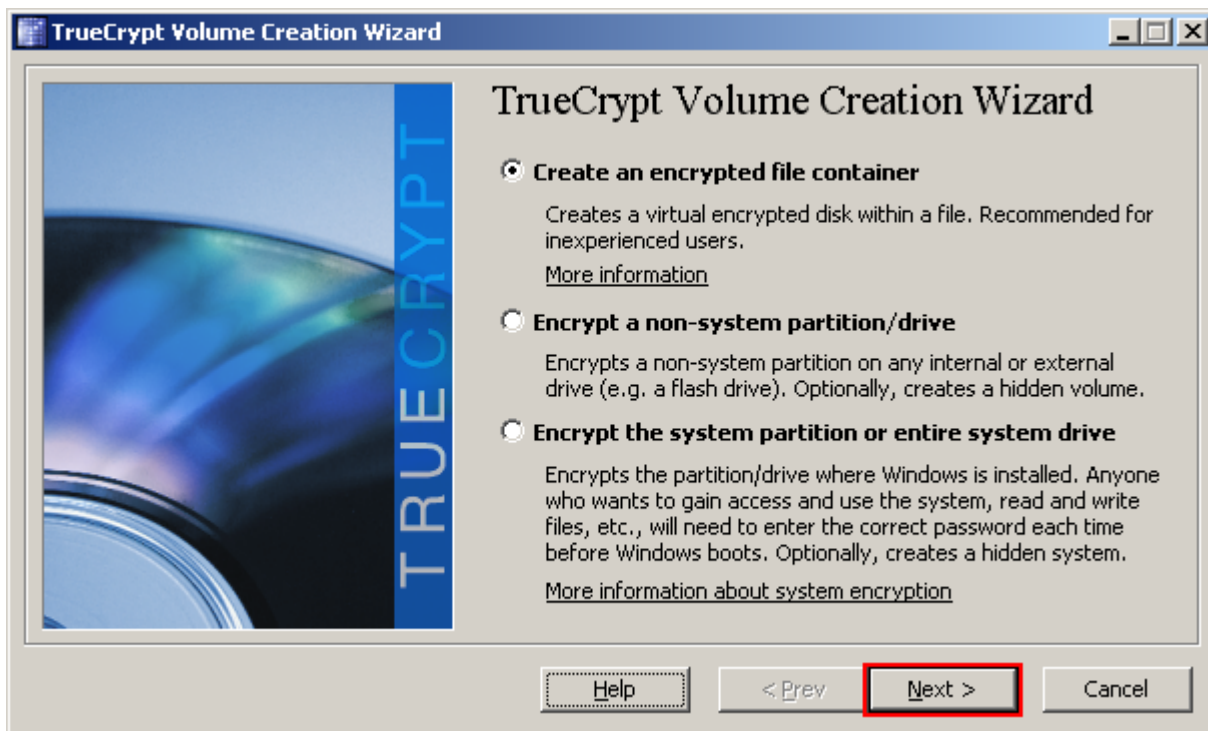 TrueCrypt Volume Creation Wizard
TRUECRYPT
TrueCrypt Volume Creation Wizard
Create an encrypted file container
Creates a virtual encrypted disk within a file. Recommended for
inexperienced users.
More information
Encrypt a non-system partition/drive
Encrypts a non-system partition on any internal or external
drive (e.g. a flash drive). Optionally, creates a hidden volume.
Encrypt the system partition or entire system drive
Encrypts the partition/drive where Windows is installed. Anyone
who wants to gain access and use the system, read and write
files, etc., will need to enter the correct password each time
before Windows boots. Optionally, creates a hidden system.
More information about system encryption
Help < Prev Next > Cancel